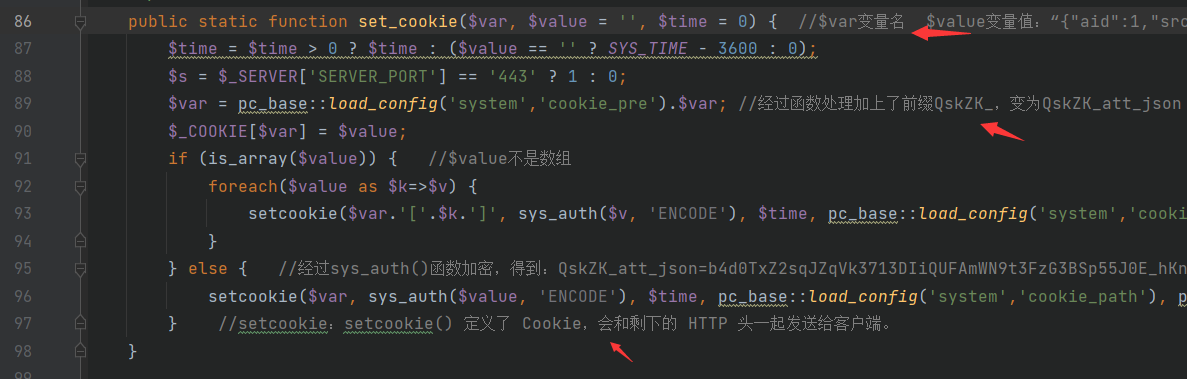 86 public static function set_cookie($var, $value = '', $time = 0) { //$var变量名 $value变量值：“{"aid":1,"src
87 $time = $time > 0 ? $time : ($value == '' ? SYS_TIME - 3600 : 0);
88 $s = $_SERVER['SERVER_PORT'] == '443' ? 1 : 0;
89 $var = pc_base::load_config('system','cookie_pre').$var; //经过函数处理加上了前缀QskZK_，变为QskZK_att_json
90 $_COOKIE[$var] = $value;
91 if (is_array($value)) { //$value不是数组
92 foreach($value as $k=>$v) {
93 setcookie($var.'['.$k.']', sys_auth($v, 'ENCODE'), $time, pc_base::load_config('system','cooki
94 }
95 } else { //经过sys_auth()函数加密，得到：QskZK_att_json=b4d0TxZ2sqJZqVk3713DIiQUFAmWN9t3FzG3BSp55J0E_hKn
96 setcookie($var, sys_auth($value, 'ENCODE'), $time, pc_base::load_config('system','cookie_path'), p
97 } //setcookie：setcookie() 定义了 Cookie，会和剩下的 HTTP 头一起发送给客户端。
98 }